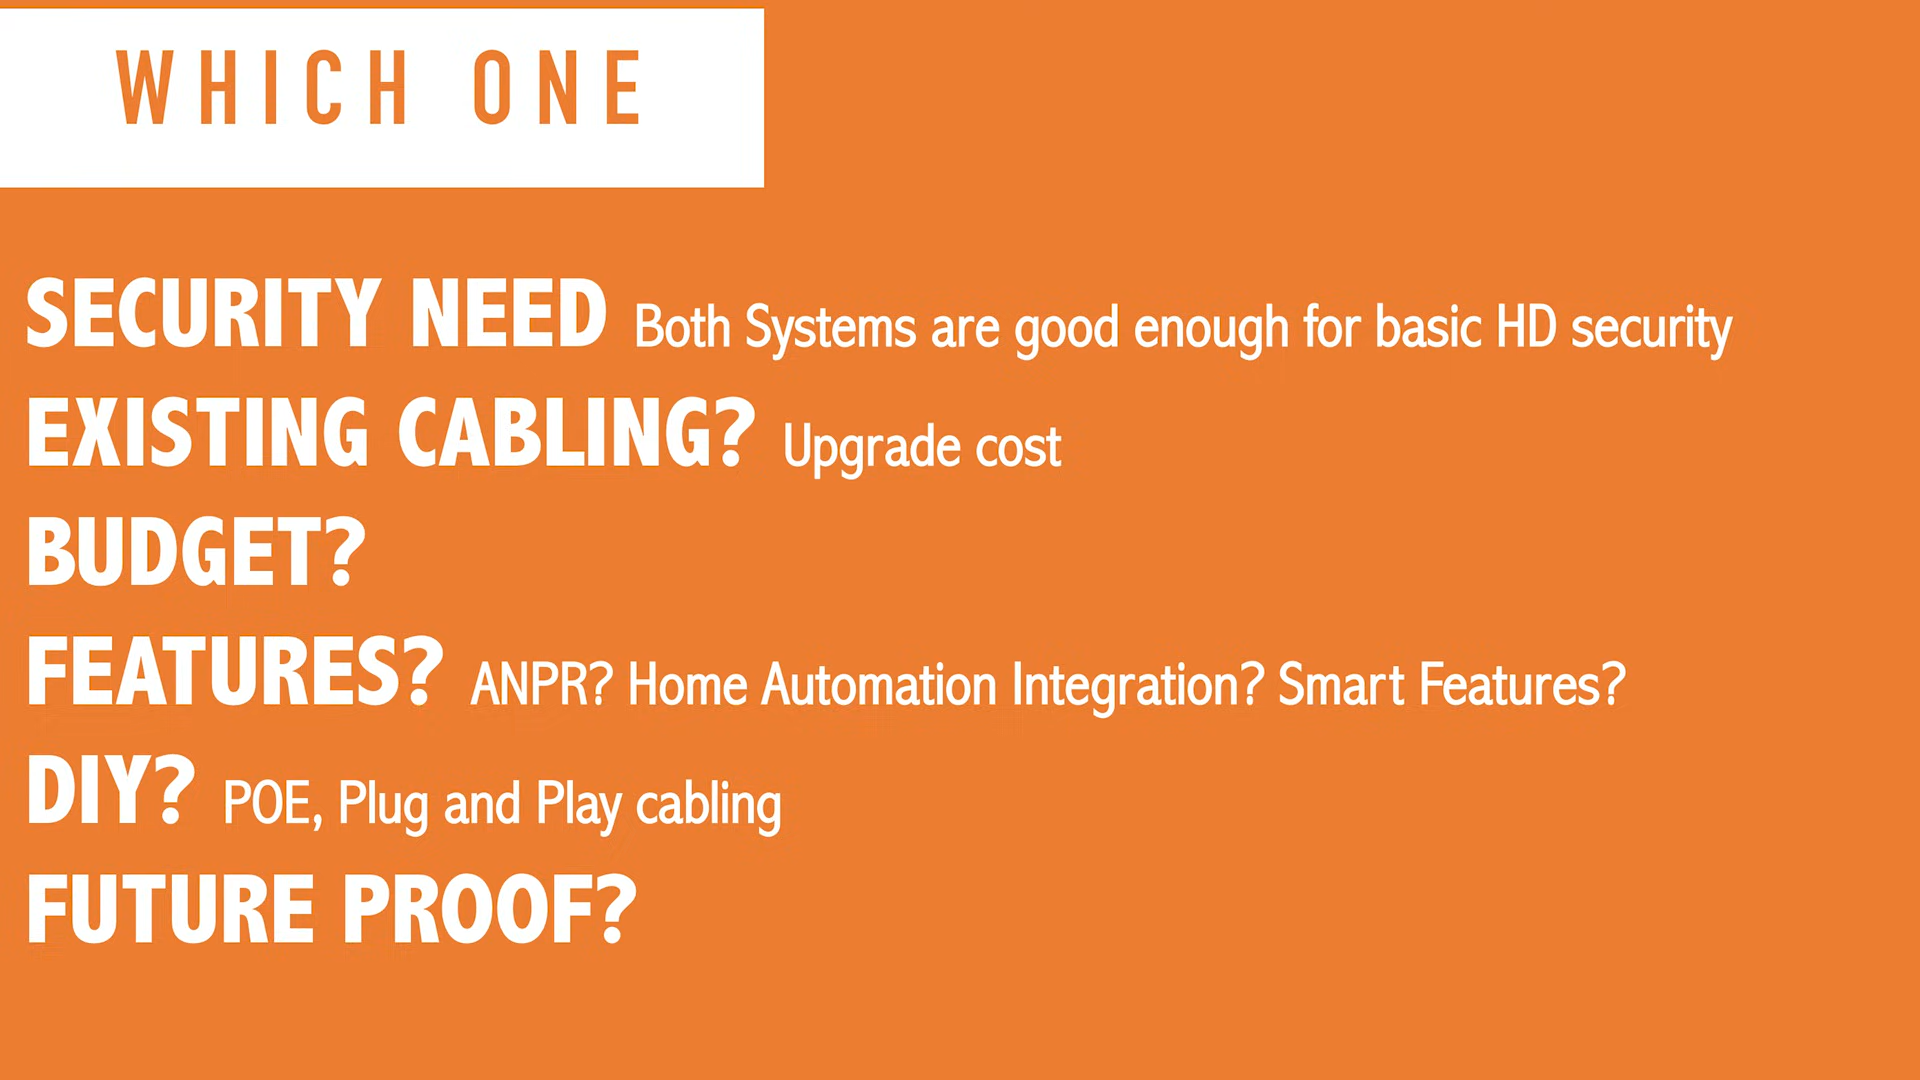 WHICH ONE
SECURITY NEED Both Systems are good enough for basic HD security
EXISTING CABLING? Upgrade cost
BUDGET?
FEATURES? ANPR? Home Automation Integration? Smart Features?
DIY? POE, Plug and Play cabling
FUTURE PROOF?